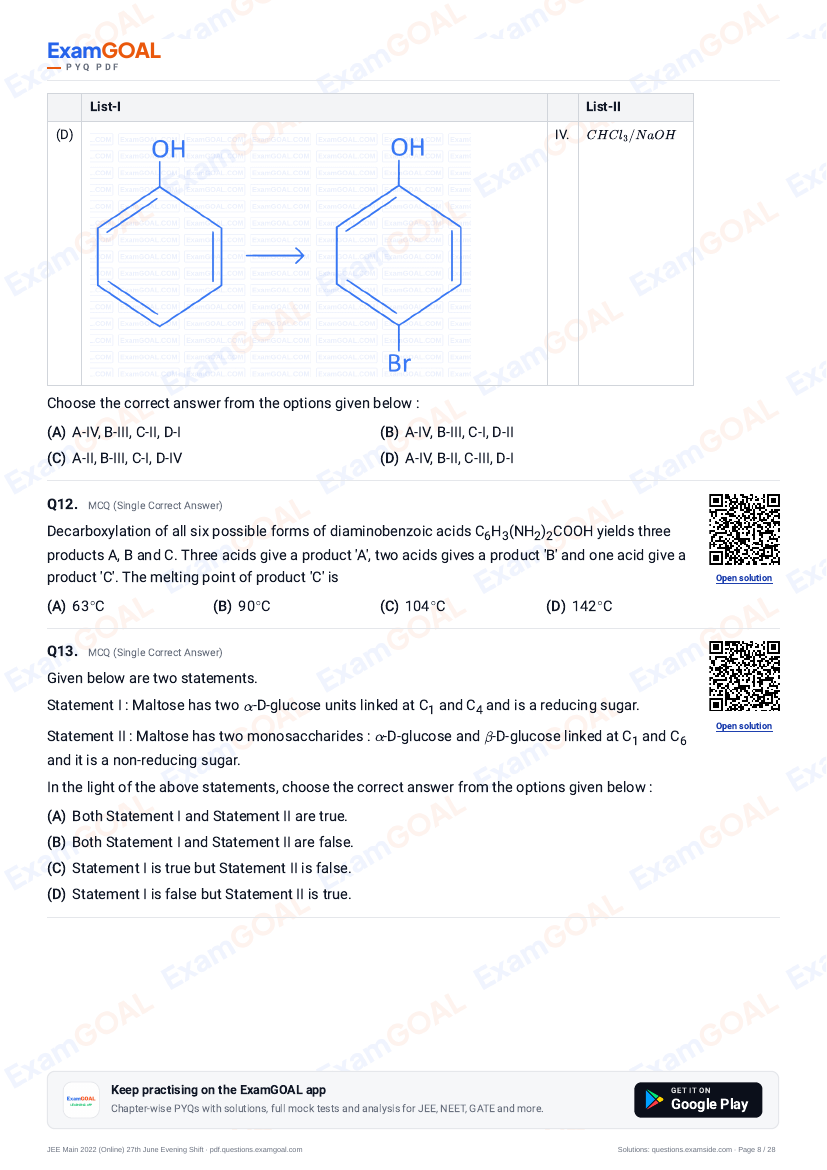 ExamGOAL
PYQ PDF
List-I List-II
(D) OH OH IV. CHCl₃/NaOH
Br
Choose the correct answer from the options given below :
(A) A-IV, B-III, C-II, D-I (B) A-IV, B-III, C-I, D-II
(C) A-II, B-III, C-I, D-IV (D) A-IV, B-II, C-III, D-I
Q12. MCQ (Single Correct Answer)
Decarboxylation of all six possible forms of diaminobenzoic acids C₆H₃(NH₂)₂COOH yields three
products A, B and C. Three acids give a product 'A', two acids gives a product 'B' and one acid give a
product 'C'. The melting point of product 'C' is
Open solution
(A) 63°C (B) 90°C (C) 104°C (D) 142°C
Q13. MCQ (Single Correct Answer)
Given below are two statements.
Statement I : Maltose has two α-D-glucose units linked at C₁ and C₄ and is a reducing sugar.
Open solution
Statement II : Maltose has two monosaccharides : α-D-glucose and β-D-glucose linked at C₁ and C₆
and it is a non-reducing sugar.
In the light of the above statements, choose the correct answer from the options given below :
(A) Both Statement I and Statement II are true.
(B) Both Statement I and Statement II are false.
(C) Statement I is true but Statement II is false.
(D) Statement I is false but Statement II is true.
Keep practising on the ExamGOAL app
Chapter-wise PYQs with solutions, full mock tests and analysis for JEE, NEET, GATE and more.
GET IT ON
Google Play
JEE Main 2022 (Online) 27th June Evening Shift · pdf.questions.examgoal.com Solutions: questions.examside.com · Page 8 / 28